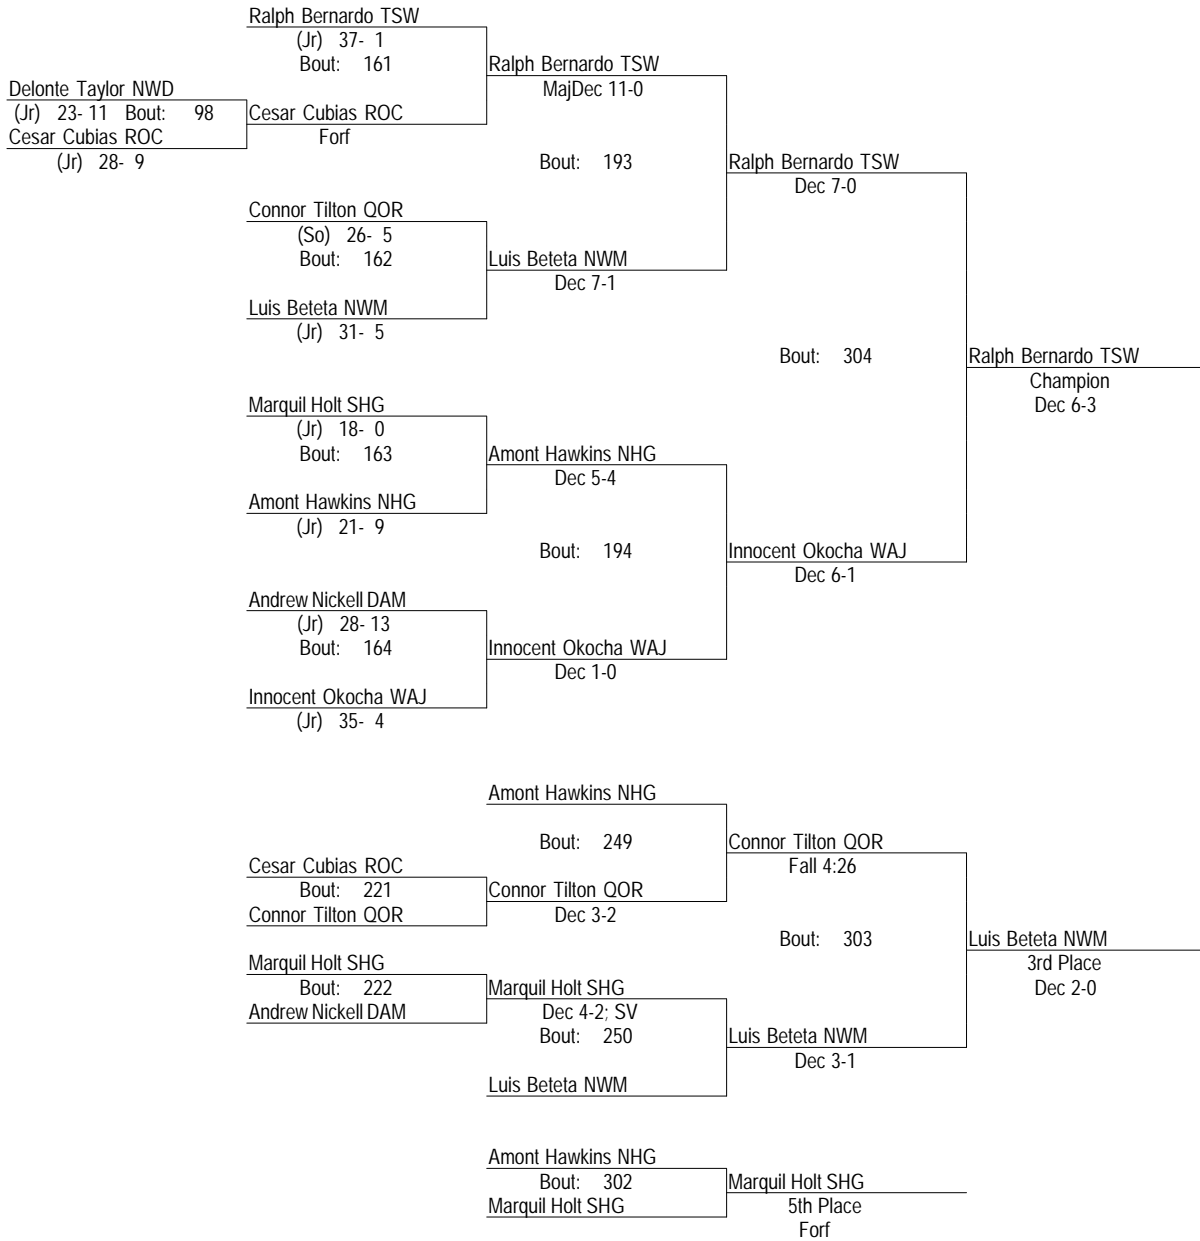 Ralph Bernardo TSW
(Jr) 37- 1
Bout: 161
Ralph Bernardo TSW
MajDec 11-0
Delonte Taylor NWD
(Jr) 23- 11 Bout: 98
Cesar Cubias ROC
Cesar Cubias ROC
Forf
(Jr) 28- 9
Bout: 193
Ralph Bernardo TSW
Dec 7-0
Connor Tilton QOR
(So) 26- 5
Bout: 162
Luis Beteta NWM
Dec 7-1
Luis Beteta NWM
(Jr) 31- 5
Bout: 304
Ralph Bernardo TSW
Champion
Dec 6-3
Marquil Holt SHG
(Jr) 18- 0
Bout: 163
Amont Hawkins NHG
Dec 5-4
Amont Hawkins NHG
(Jr) 21- 9
Bout: 194
Innocent Okocha WAJ
Dec 6-1
Andrew Nickell DAM
(Jr) 28- 13
Bout: 164
Innocent Okocha WAJ
Dec 1-0
Innocent Okocha WAJ
(Jr) 35- 4
Amont Hawkins NHG
Bout: 249
Connor Tilton QOR
Fall 4:26
Cesar Cubias ROC
Bout: 221
Connor Tilton QOR
Connor Tilton QOR
Dec 3-2
Bout: 303
Luis Beteta NWM
3rd Place
Dec 2-0
Marquil Holt SHG
Bout: 222
Andrew Nickell DAM
Marquil Holt SHG
Dec 4-2; SV
Bout: 250
Luis Beteta NWM
Dec 3-1
Luis Beteta NWM
Amont Hawkins NHG
Bout: 302
Marquil Holt SHG
Marquil Holt SHG
5th Place
Forf